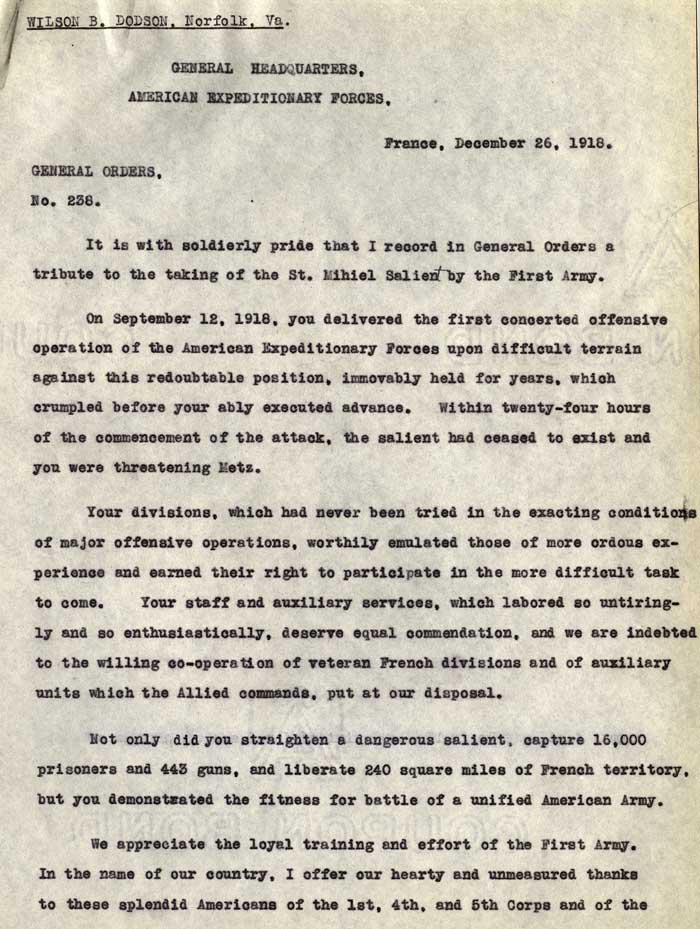 WILSON B. DODSON, Norfolk, Va.
GENERAL HEADQUARTERS,
AMERICAN EXPEDITIONARY FORCES,
France, December 26, 1918.
GENERAL ORDERS,
No. 238.
It is with soldierly pride that I record in General Orders a
tribute to the taking of the St. Mihiel Salient by the First Army.
On September 12, 1918, you delivered the first concerted offensive
operation of the American Expeditionary Forces upon difficult terrain
against this redoubtable position, immovably held for years, which
crumpled before your ably executed advance. Within twenty-four hours
of the commencement of the attack, the salient had ceased to exist and
you were threatening Metz.
Your divisions, which had never been tried in the exacting conditions
of major offensive operations, worthily emulated those of more ordous ex-
perience and earned their right to participate in the more difficult task
to come. Your staff and auxiliary services, which labored so untiring-
ly and so enthusiastically, deserve equal commendation, and we are indebted
to the willing co-operation of veteran French divisions and of auxiliary
units which the Allied commands, put at our disposal.
Not only did you straighten a dangerous salient, capture 16,000
prisoners and 443 guns, and liberate 240 square miles of French territory,
but you demonstrated the fitness for battle of a unified American Army.
We appreciate the loyal training and effort of the First Army.
In the name of our country, I offer our hearty and unmeasured thanks
to these splendid Americans of the 1st, 4th, and 5th Corps and of the